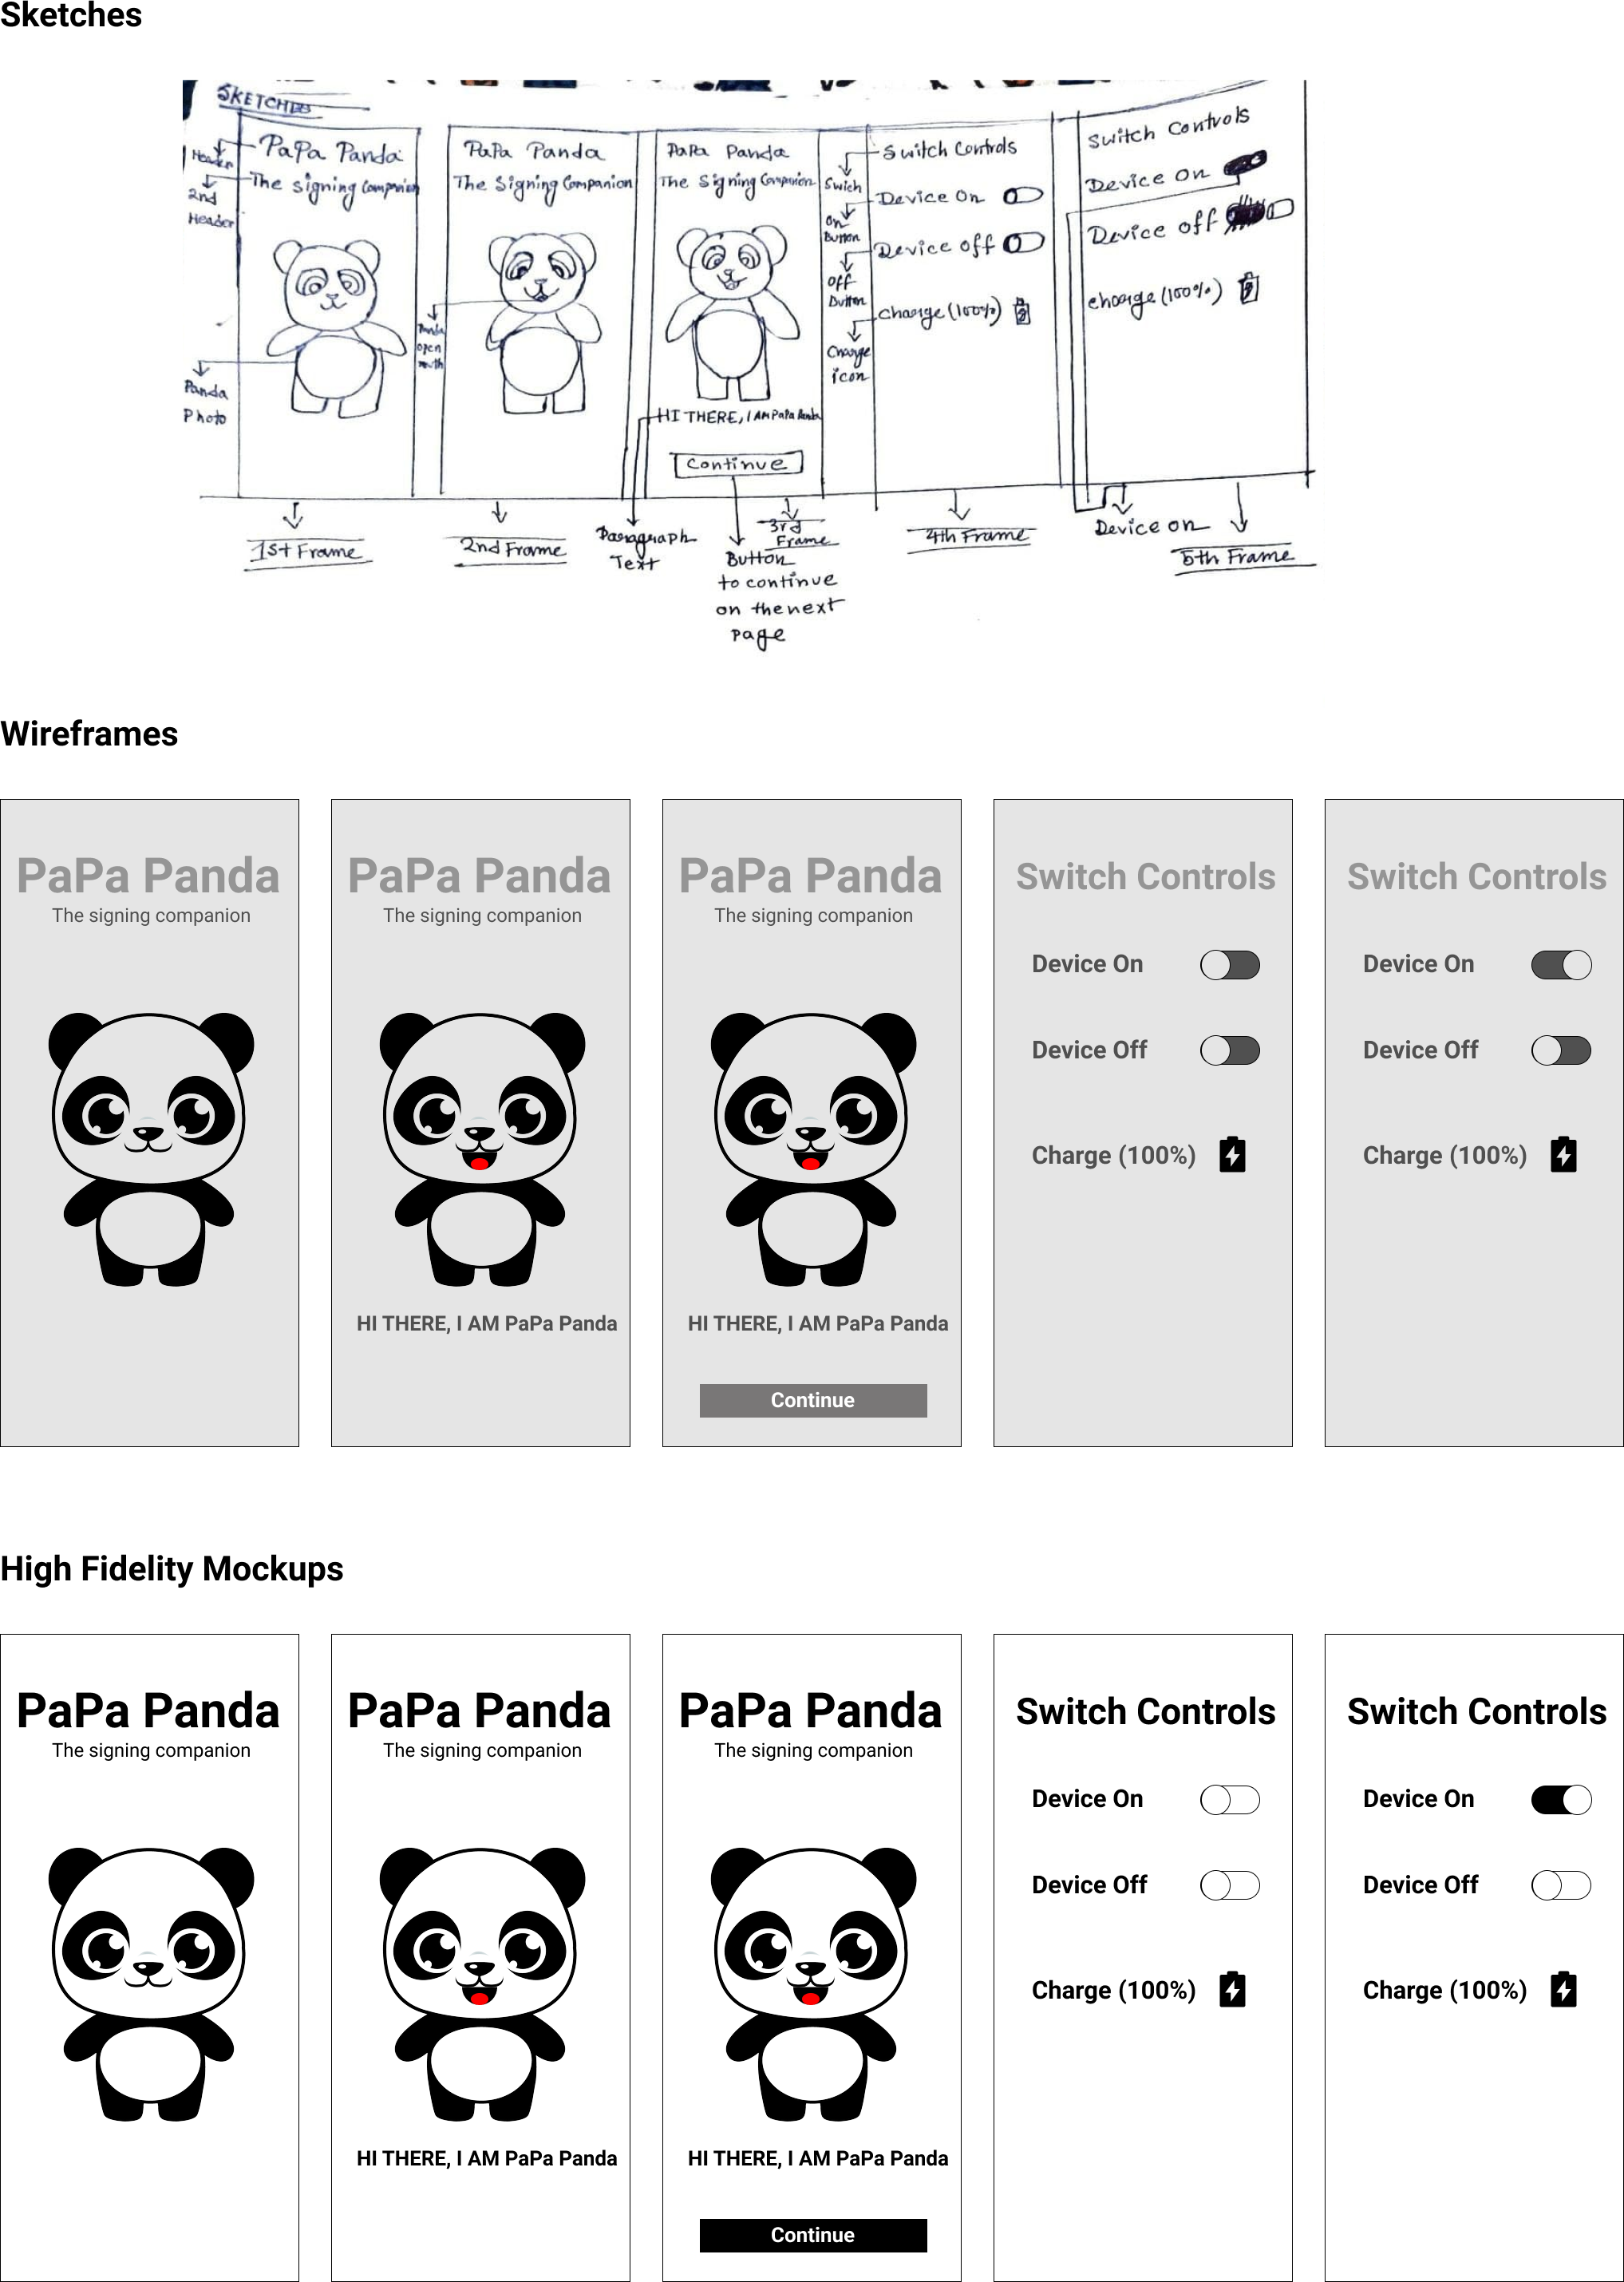 Sketches
SKETCHES
Header
2nd
Header
Panda
Photo
PaPa Panda
The signing Companion
1st Frame
Panda
open
mouth
PaPa Panda
The Signing Companion
2nd Frame
PaPa Panda
The Signing Companion
HI THERE, I AM PaPa Panda
Continue
Paragraph
Text
Button
to continue
on the next
page
3rd
Frame
Swich
On
Button
Off
Button
Charge
icon
Switch Controls
Device On
Device Off
Charge (100%)
4th Frame
Switch Controls
Device On
Device Off
Charge (100%)
Device on
5th Frame
Wireframes
PaPa Panda
The signing companion
PaPa Panda
The signing companion
HI THERE, I AM PaPa Panda
PaPa Panda
The signing companion
HI THERE, I AM PaPa Panda
Continue
Switch Controls
Device On
Device Off
Charge (100%)
Switch Controls
Device On
Device Off
Charge (100%)
High Fidelity Mockups
PaPa Panda
The signing companion
PaPa Panda
The signing companion
HI THERE, I AM PaPa Panda
PaPa Panda
The signing companion
HI THERE, I AM PaPa Panda
Continue
Switch Controls
Device On
Device Off
Charge (100%)
Switch Controls
Device On
Device Off
Charge (100%)